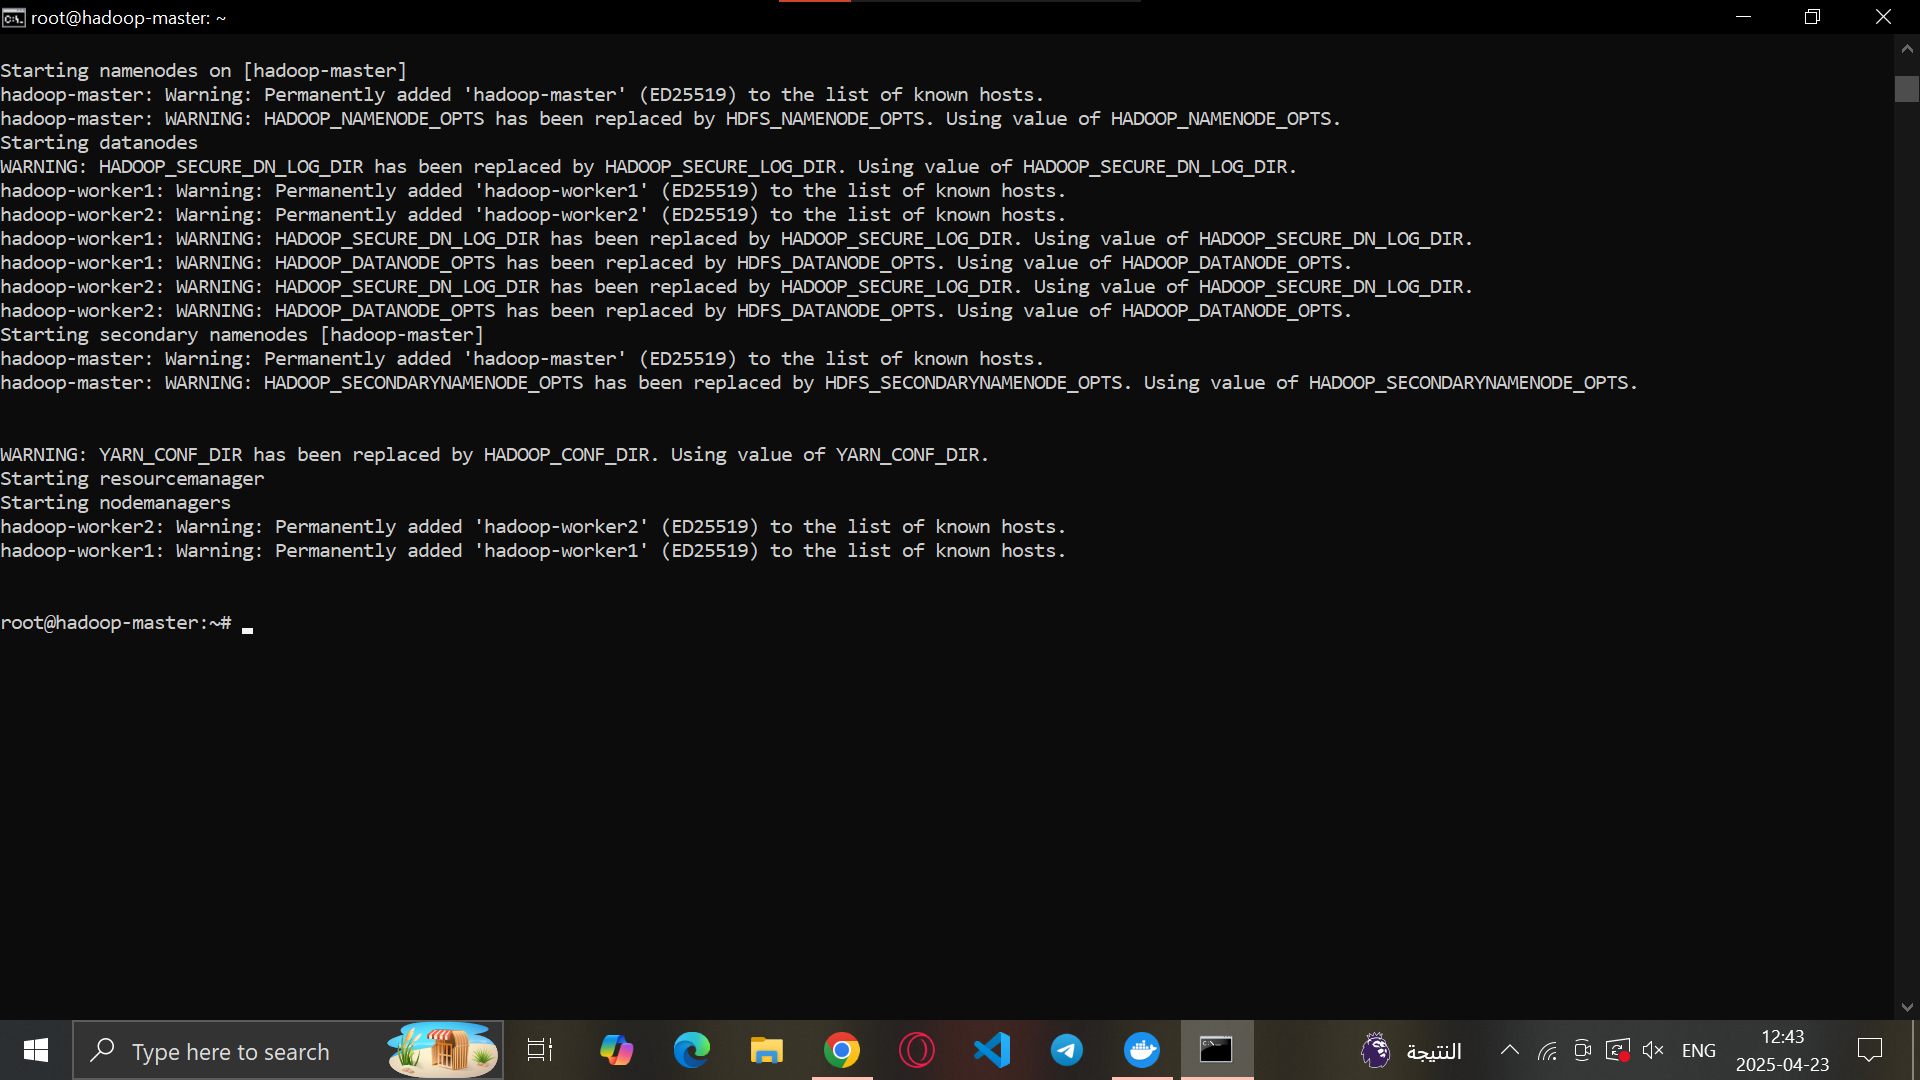 root@hadoop-master: ~
Starting namenodes on [hadoop-master]
hadoop-master: Warning: Permanently added 'hadoop-master' (ED25519) to the list of known hosts.
hadoop-master: WARNING: HADOOP_NAMENODE_OPTS has been replaced by HDFS_NAMENODE_OPTS. Using value of HADOOP_NAMENODE_OPTS.
Starting datanodes
WARNING: HADOOP_SECURE_DN_LOG_DIR has been replaced by HADOOP_SECURE_LOG_DIR. Using value of HADOOP_SECURE_DN_LOG_DIR.
hadoop-worker1: Warning: Permanently added 'hadoop-worker1' (ED25519) to the list of known hosts.
hadoop-worker2: Warning: Permanently added 'hadoop-worker2' (ED25519) to the list of known hosts.
hadoop-worker1: WARNING: HADOOP_SECURE_DN_LOG_DIR has been replaced by HADOOP_SECURE_LOG_DIR. Using value of HADOOP_SECURE_DN_LOG_DIR.
hadoop-worker1: WARNING: HADOOP_DATANODE_OPTS has been replaced by HDFS_DATANODE_OPTS. Using value of HADOOP_DATANODE_OPTS.
hadoop-worker2: WARNING: HADOOP_SECURE_DN_LOG_DIR has been replaced by HADOOP_SECURE_LOG_DIR. Using value of HADOOP_SECURE_DN_LOG_DIR.
hadoop-worker2: WARNING: HADOOP_DATANODE_OPTS has been replaced by HDFS_DATANODE_OPTS. Using value of HADOOP_DATANODE_OPTS.
Starting secondary namenodes [hadoop-master]
hadoop-master: Warning: Permanently added 'hadoop-master' (ED25519) to the list of known hosts.
hadoop-master: WARNING: HADOOP_SECONDARYNAMENODE_OPTS has been replaced by HDFS_SECONDARYNAMENODE_OPTS. Using value of HADOOP_SECONDARYNAMENODE_OPTS.
WARNING: YARN_CONF_DIR has been replaced by HADOOP_CONF_DIR. Using value of YARN_CONF_DIR.
Starting resourcemanager
Starting nodemanagers
hadoop-worker2: Warning: Permanently added 'hadoop-worker2' (ED25519) to the list of known hosts.
hadoop-worker1: Warning: Permanently added 'hadoop-worker1' (ED25519) to the list of known hosts.
root@hadoop-master:~#
Type here to search
النتيجة
ENG
12:43
2025-04-23